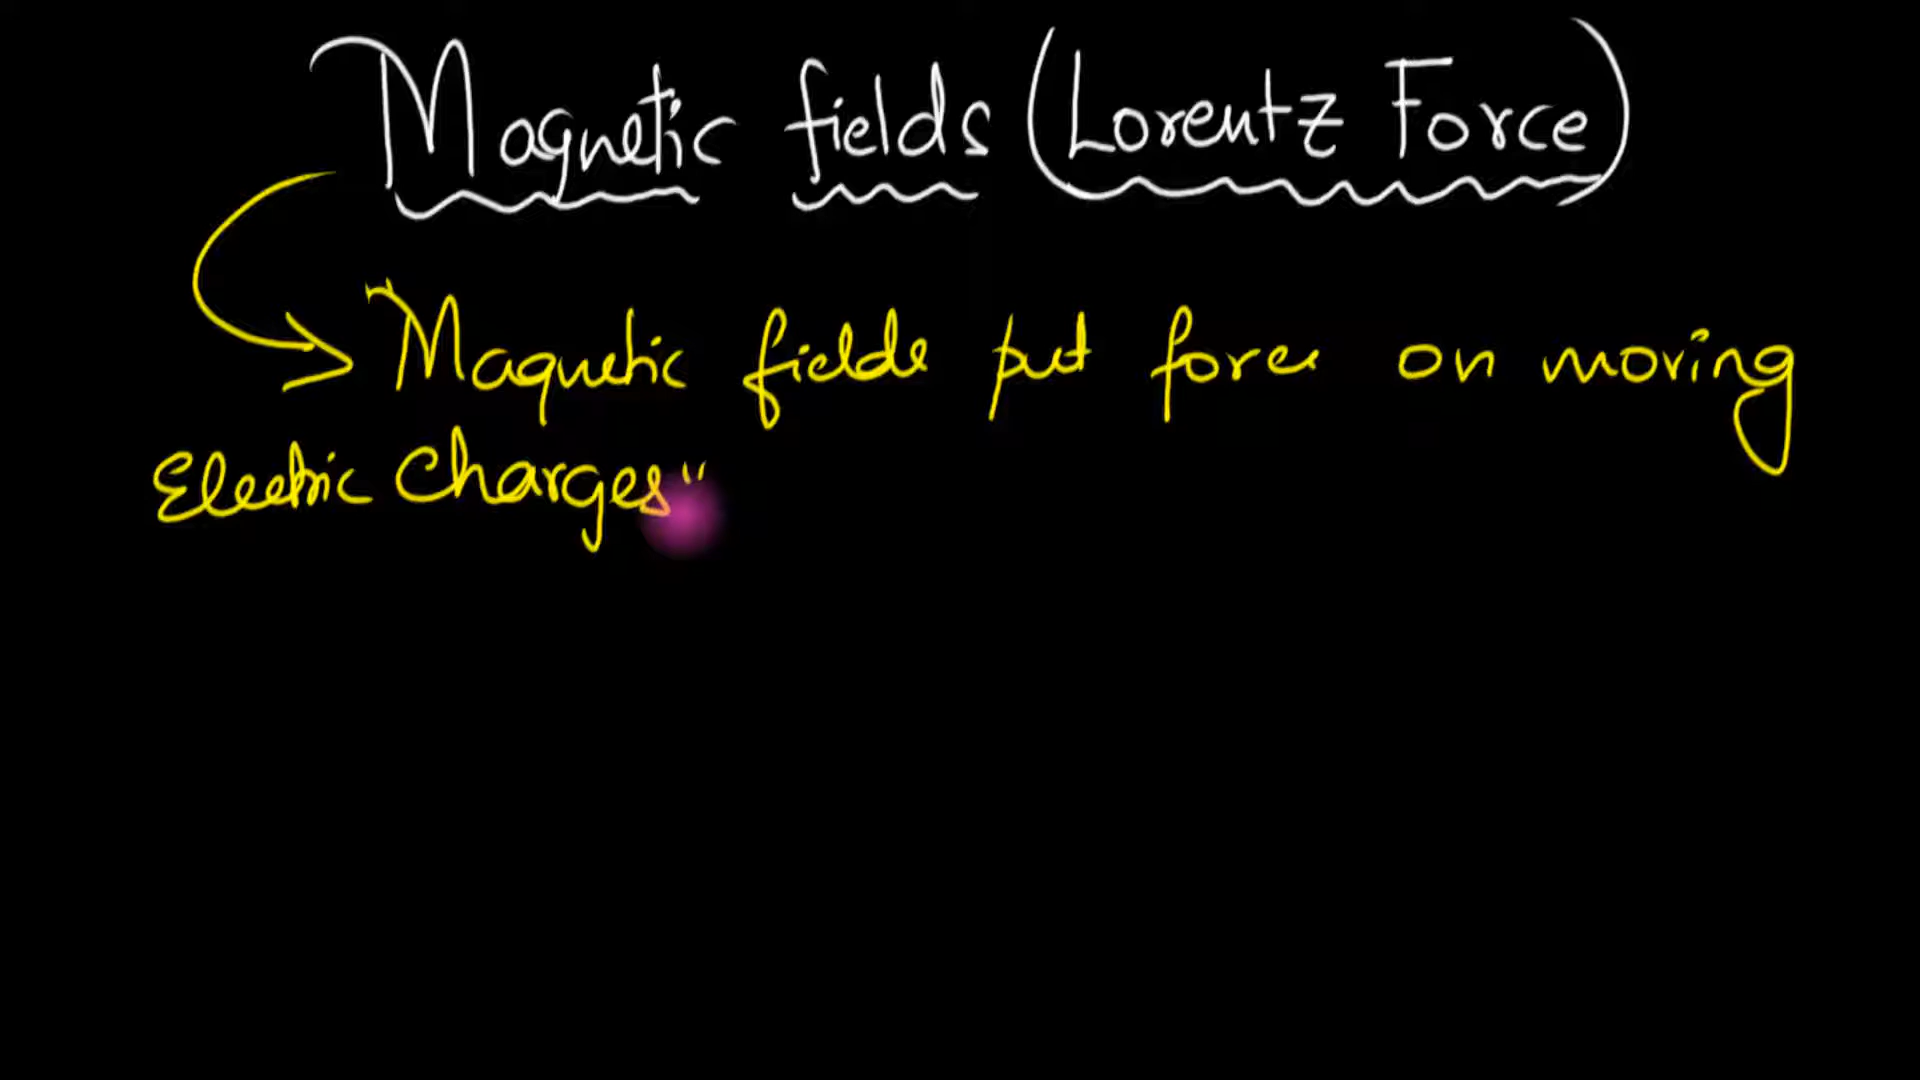 Magnetic fields (Lorentz Force)
"Magnetic fields put force on moving
Electric Charges"